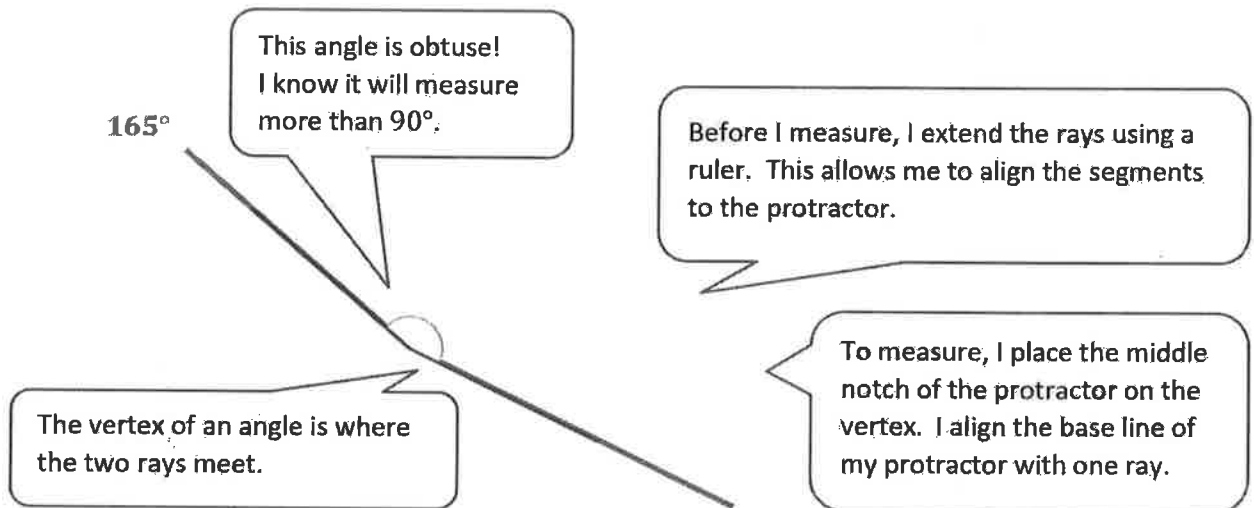 This angle is obtuse!
I know it will measure
more than 90°.
165°
Before I measure, I extend the rays using a
ruler. This allows me to align the segments
to the protractor.
To measure, I place the middle
notch of the protractor on the
vertex. I align the base line of
my protractor with one ray.
The vertex of an angle is where
the two rays meet.